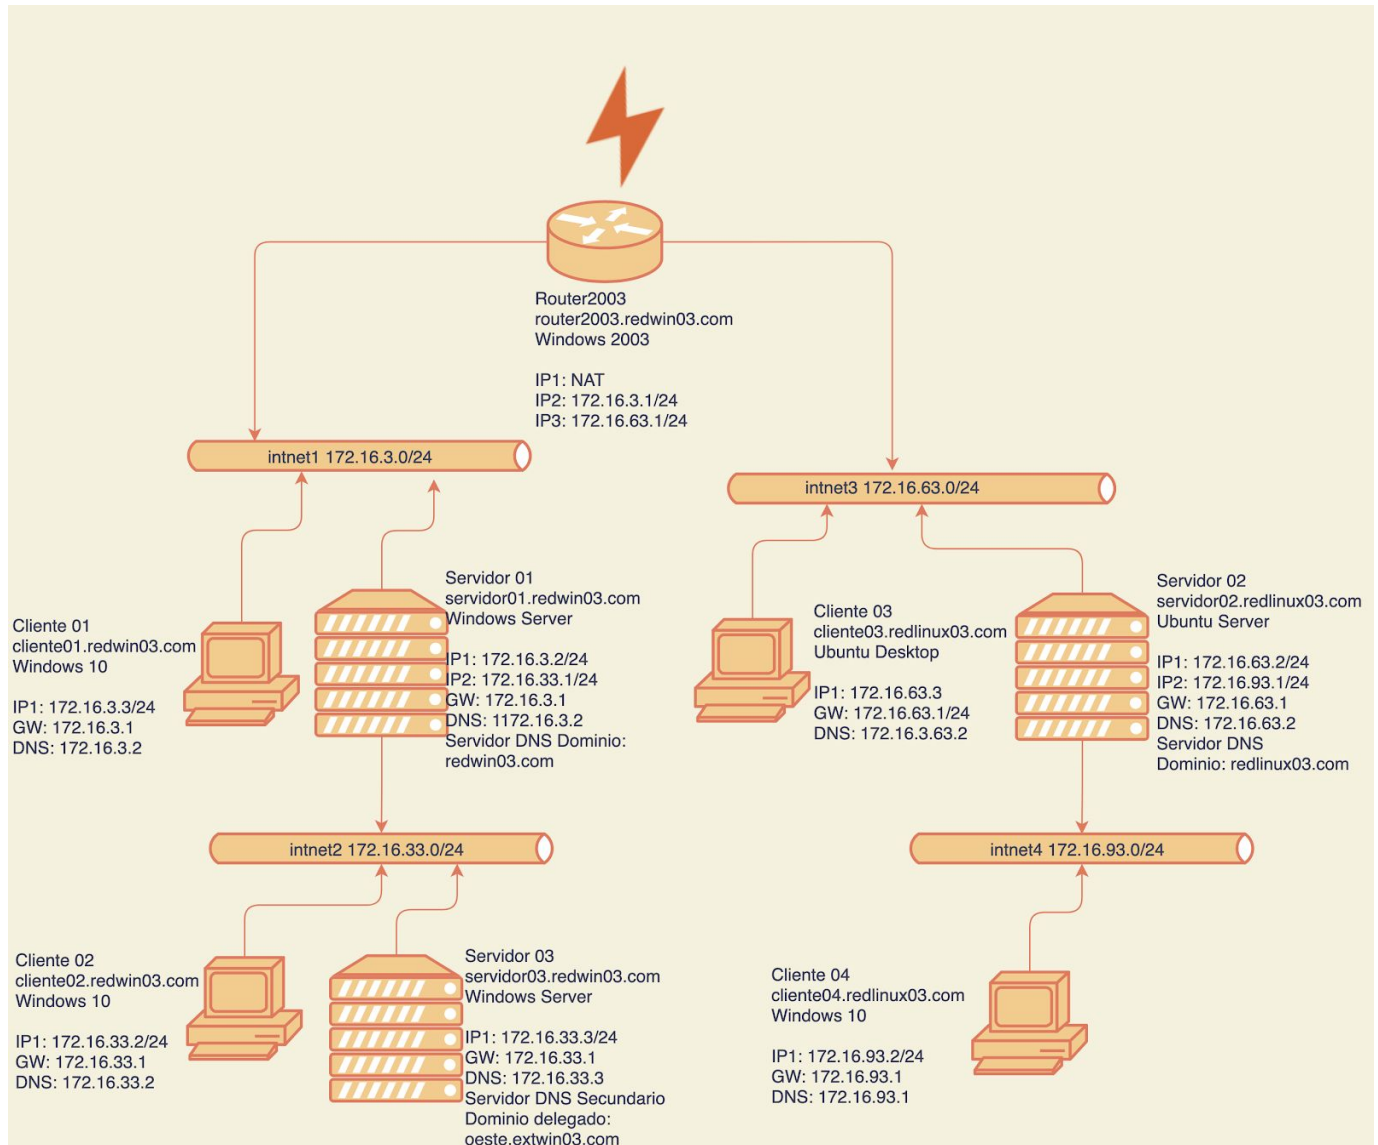 Router2003
router2003.redwin03.com
Windows 2003
IP1: NAT
IP2: 172.16.3.1/24
IP3: 172.16.63.1/24
intnet1 172.16.3.0/24
intnet3 172.16.63.0/24
Cliente 01
cliente01.redwin03.com
Windows 10
IP1: 172.16.3.3/24
GW: 172.16.3.1
DNS: 172.16.3.2
Servidor 01
servidor01.redwin03.com
Windows Server
IP1: 172.16.3.2/24
IP2: 172.16.33.1/24
GW: 172.16.3.1
DNS: 1172.16.3.2
Servidor DNS Dominio:
redwin03.com
Cliente 03
cliente03.redlinux03.com
Ubuntu Desktop
IP1: 172.16.63.3
GW: 172.16.63.1/24
DNS: 172.16.3.63.2
Servidor 02
servidor02.redlinux03.com
Ubuntu Server
IP1: 172.16.63.2/24
IP2: 172.16.93.1/24
GW: 172.16.63.1
DNS: 172.16.63.2
Servidor DNS
Dominio: redlinux03.com
intnet2 172.16.33.0/24
intnet4 172.16.93.0/24
Cliente 02
cliente02.redwin03.com
Windows 10
IP1: 172.16.33.2/24
GW: 172.16.33.1
DNS: 172.16.33.2
Servidor 03
servidor03.redwin03.com
Windows Server
IP1: 172.16.33.3/24
GW: 172.16.33.1
DNS: 172.16.33.3
Servidor DNS Secundario
Dominio delegado:
oeste.extwin03.com
Cliente 04
cliente04.redlinux03.com
Windows 10
IP1: 172.16.93.2/24
GW: 172.16.93.1
DNS: 172.16.93.1